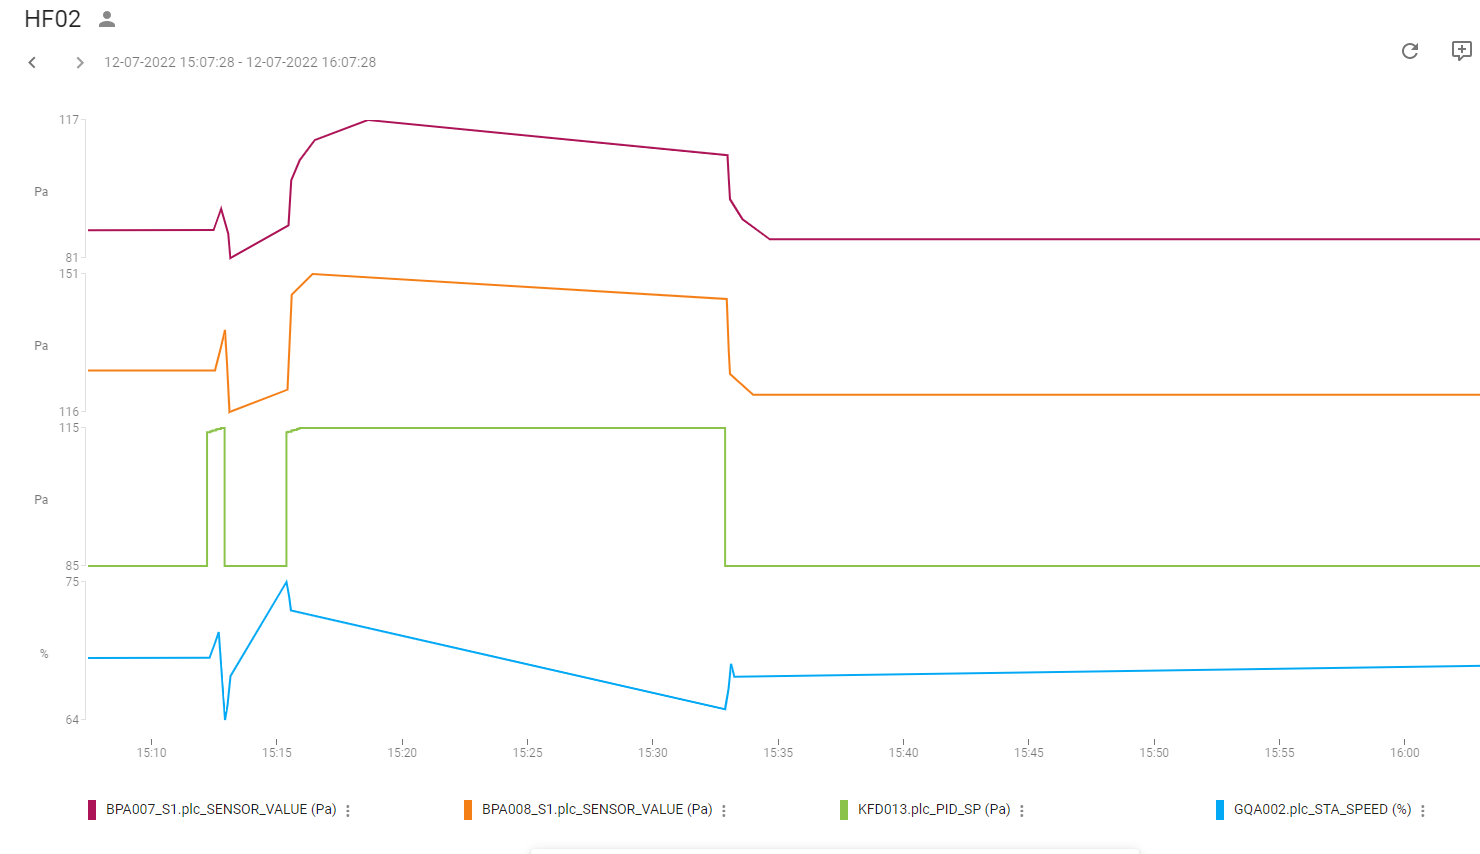 HF02
12-07-2022 15:07:28 - 12-07-2022 16:07:28
117
Pa
81
151
Pa
116
115
Pa
85
75
%
64
15:10 15:15 15:20 15:25 15:30 15:35 15:40 15:45 15:50 15:55 16:00
BPA007_S1.plc_SENSOR_VALUE (Pa) BPA008_S1.plc_SENSOR_VALUE (Pa) KFD013.plc_PID_SP (Pa) GQA002.plc_STA_SPEED (%)